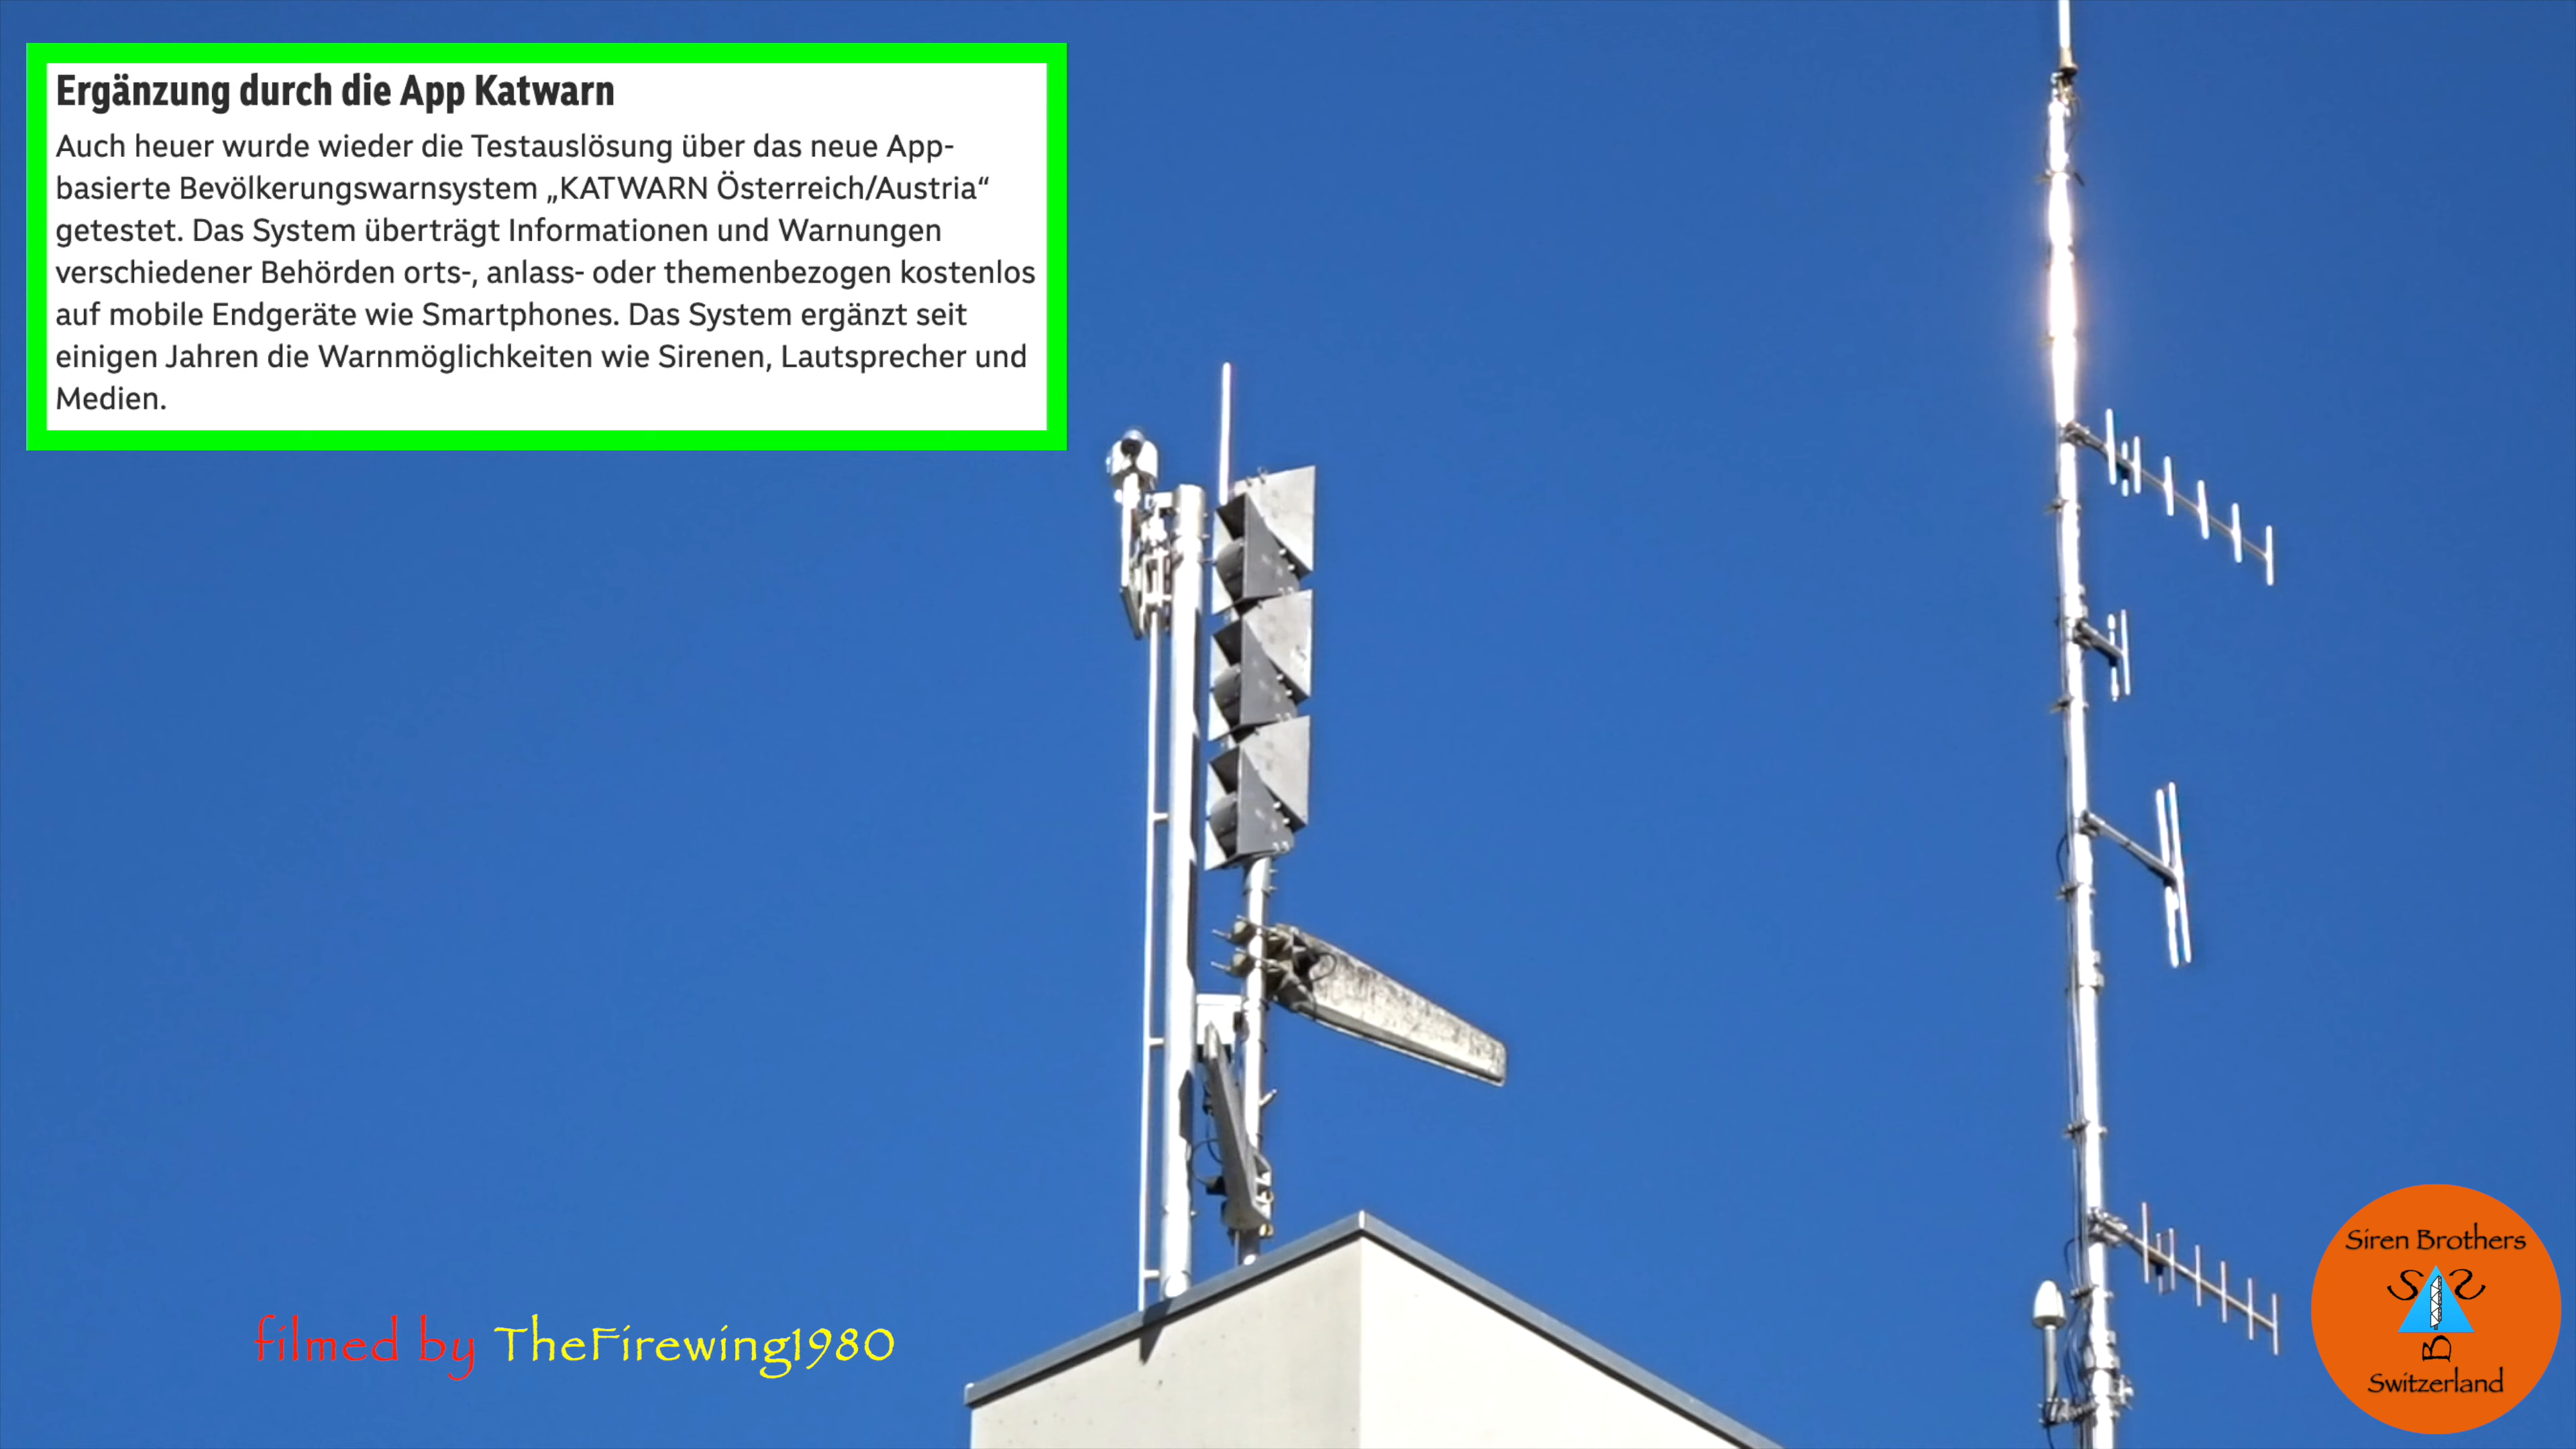 Ergänzung durch die App Katwarn
Auch heuer wurde wieder die Testauslösung über das neue App-
basierte Bevölkerungswarnsystem „KATWARN Österreich/Austria“
getestet. Das System überträgt Informationen und Warnungen
verschiedener Behörden orts-, anlass- oder themenbezogen kostenlos
auf mobile Endgeräte wie Smartphones. Das System ergänzt seit
einigen Jahren die Warnmöglichkeiten wie Sirenen, Lautsprecher und
Medien.
filmed by TheFirewing1980
Siren Brothers
S S
B
Switzerland